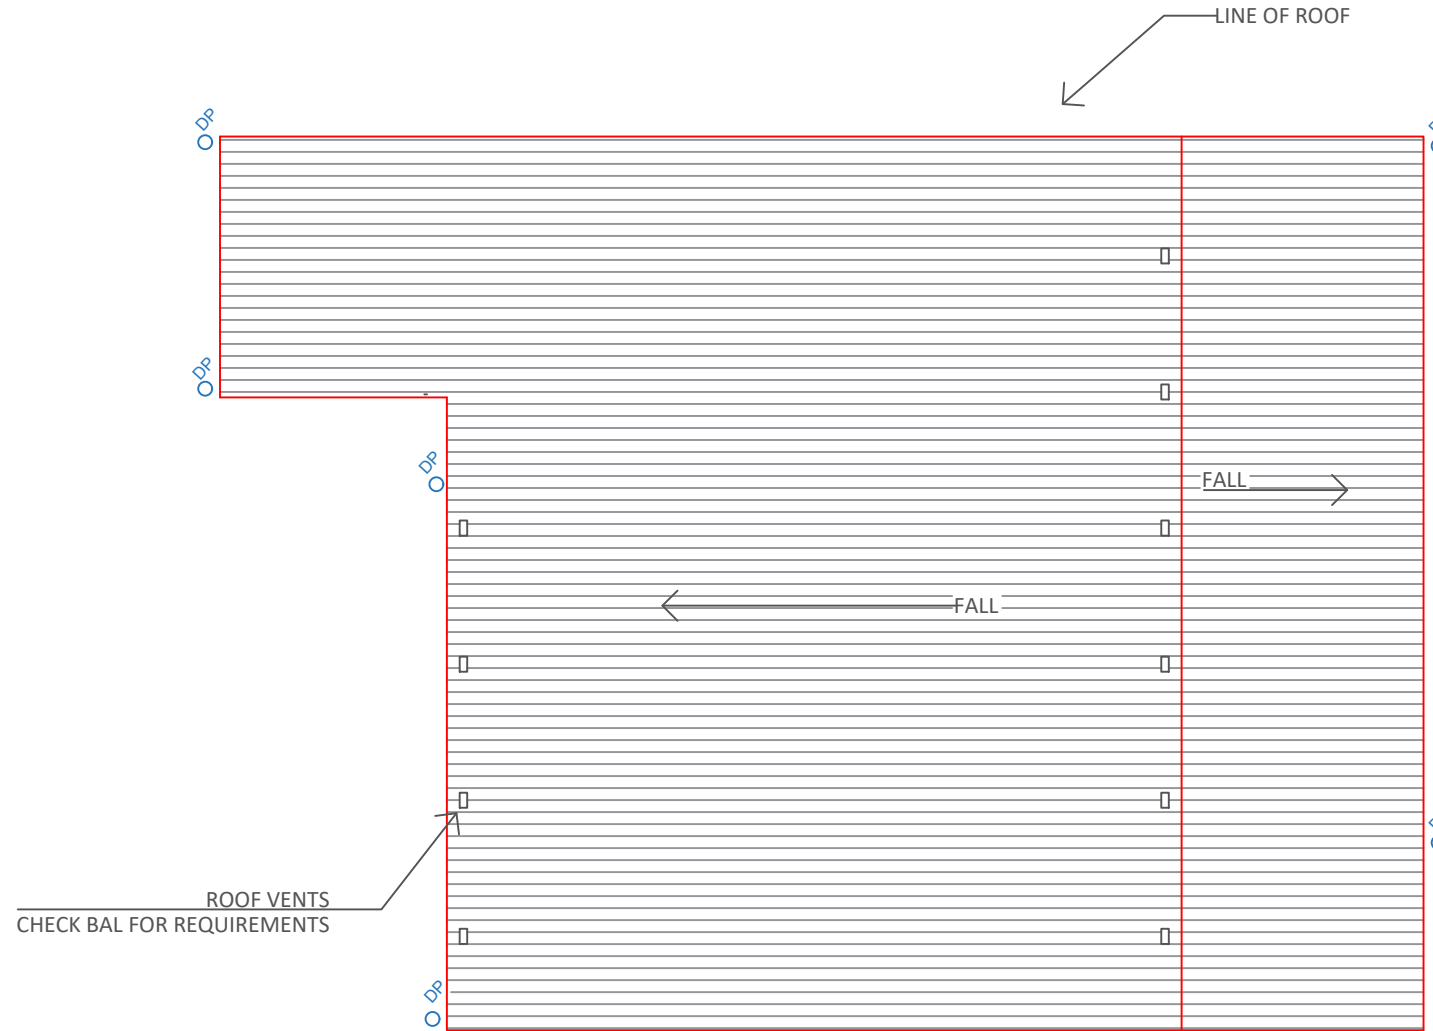 LINE OF ROOF
DP
DP
DP
FALL
FALL
ROOF VENTS
CHECK BAL FOR REQUIREMENTS
DP